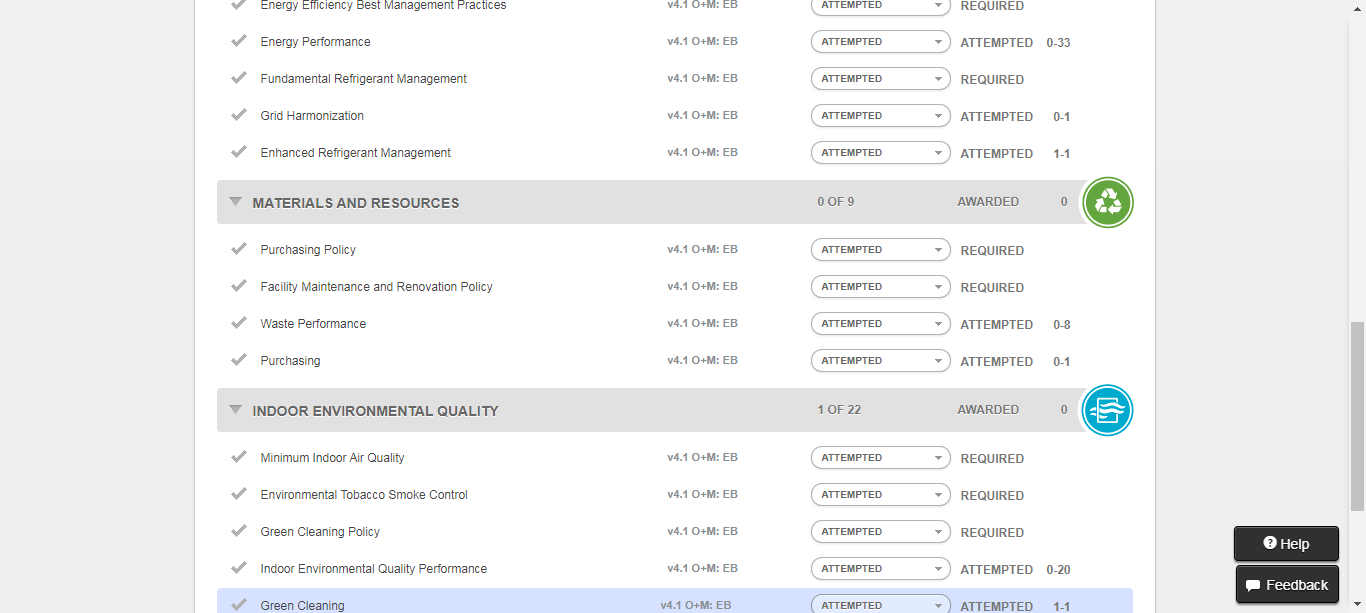 Energy Efficiency Best Management Practices v4.1 O+M: EB ATTEMPTED REQUIRED
Energy Performance v4.1 O+M: EB ATTEMPTED ATTEMPTED 0-33
Fundamental Refrigerant Management v4.1 O+M: EB ATTEMPTED REQUIRED
Grid Harmonization v4.1 O+M: EB ATTEMPTED ATTEMPTED 0-1
Enhanced Refrigerant Management v4.1 O+M: EB ATTEMPTED ATTEMPTED 1-1
MATERIALS AND RESOURCES 0 OF 9 AWARDED 0
Purchasing Policy v4.1 O+M: EB ATTEMPTED REQUIRED
Facility Maintenance and Renovation Policy v4.1 O+M: EB ATTEMPTED REQUIRED
Waste Performance v4.1 O+M: EB ATTEMPTED ATTEMPTED 0-8
Purchasing v4.1 O+M: EB ATTEMPTED ATTEMPTED 0-1
INDOOR ENVIRONMENTAL QUALITY 1 OF 22 AWARDED 0
Minimum Indoor Air Quality v4.1 O+M: EB ATTEMPTED REQUIRED
Environmental Tobacco Smoke Control v4.1 O+M: EB ATTEMPTED REQUIRED
Green Cleaning Policy v4.1 O+M: EB ATTEMPTED REQUIRED
Indoor Environmental Quality Performance v4.1 O+M: EB ATTEMPTED ATTEMPTED 0-20
Green Cleaning v4.1 O+M: EB ATTEMPTED ATTEMPTED 1-1
Help
Feedback